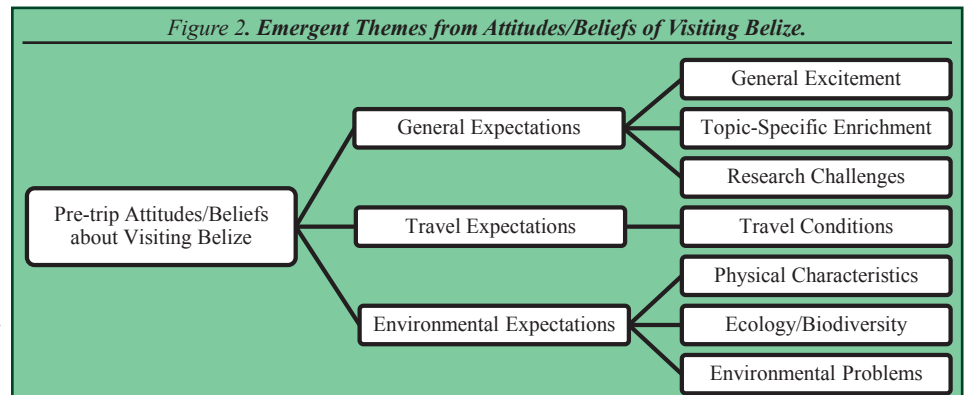 Figure 2. Emergent Themes from Attitudes/Beliefs of Visiting Belize.
Pre-trip Attitudes/Beliefs
about Visiting Belize
General Expectations
General Excitement
Topic-Specific Enrichment
Research Challenges
Travel Expectations
Travel Conditions
Environmental Expectations
Physical Characteristics
Ecology/Biodiversity
Environmental Problems